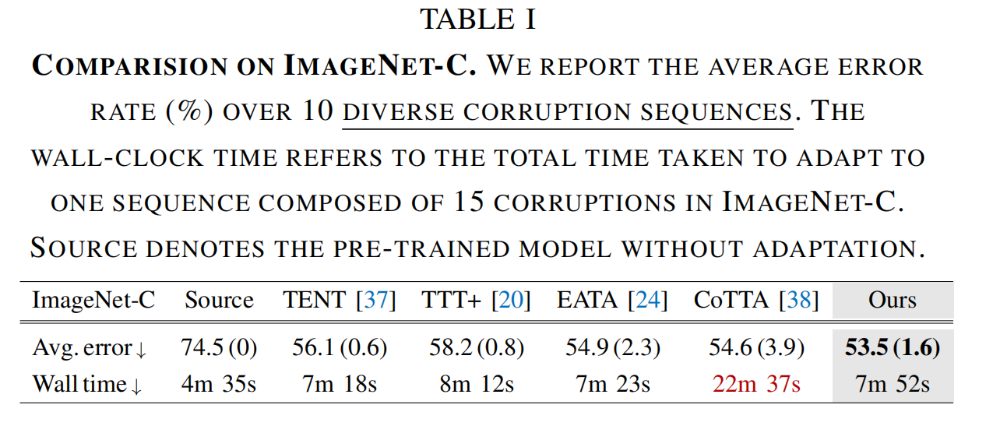 TABLE I
COMPARISION ON IMAGENET-C. WE REPORT THE AVERAGE ERROR
RATE (%) OVER 10 DIVERSE CORRUPTION SEQUENCES. THE
WALL-CLOCK TIME REFERS TO THE TOTAL TIME TAKEN TO ADAPT TO
ONE SEQUENCE COMPOSED OF 15 CORRUPTIONS IN IMAGENET-C.
SOURCE DENOTES THE PRE-TRAINED MODEL WITHOUT ADAPTATION.
ImageNet-C Source TENT [37] TTT+ [20] EATA [24] CoTTA [38] Ours
Avg. error↓ 74.5 (0) 56.1 (0.6) 58.2 (0.8) 54.9 (2.3) 54.6 (3.9) 53.5 (1.6)
Wall time↓ 4m 35s 7m 18s 8m 12s 7m 23s 22m 37s 7m 52s